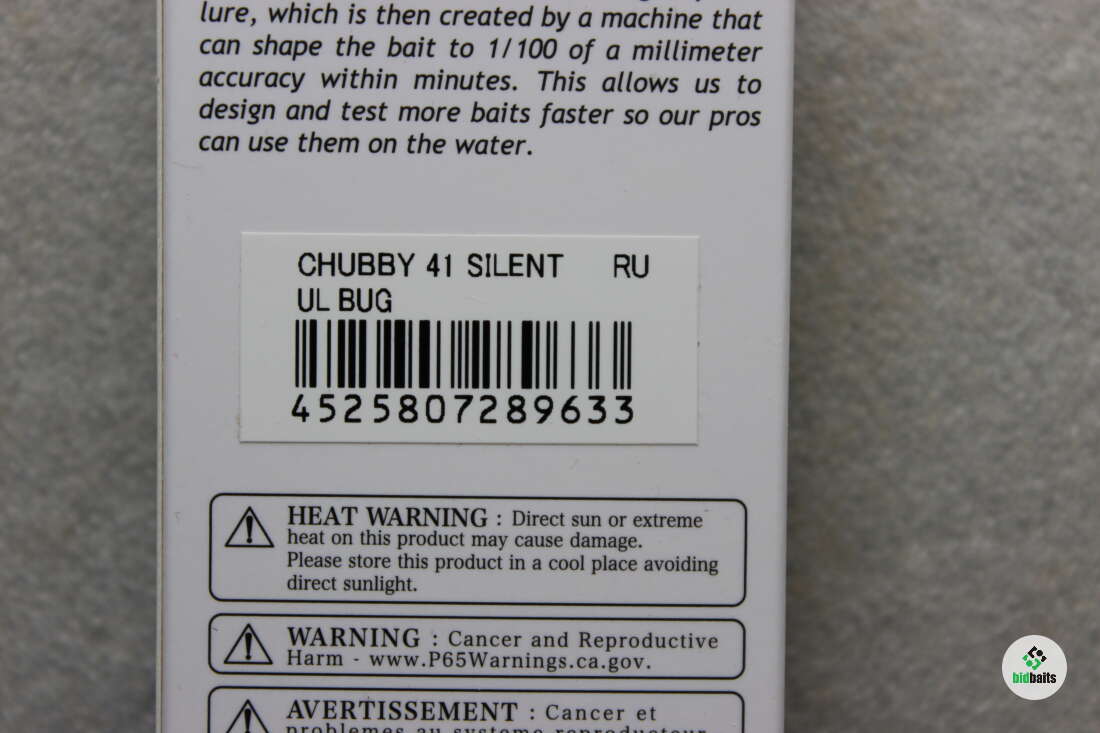 lure, which is then created by a machine that
can shape the bait to 1/100 of a millimeter
accuracy within minutes. This allows us to
design and test more baits faster so our pros
can use them on the water.
CHUBBY 41 SILENT RU
UL BUG
4525807289633
HEAT WARNING : Direct sun or extreme
heat on this product may cause damage.
Please store this product in a cool place avoiding
direct sunlight.
WARNING : Cancer and Reproductive
Harm - www.P65Warnings.ca.gov.
AVERTISSEMENT : Cancer et
problemes au systeme reproducteur
bidbaits